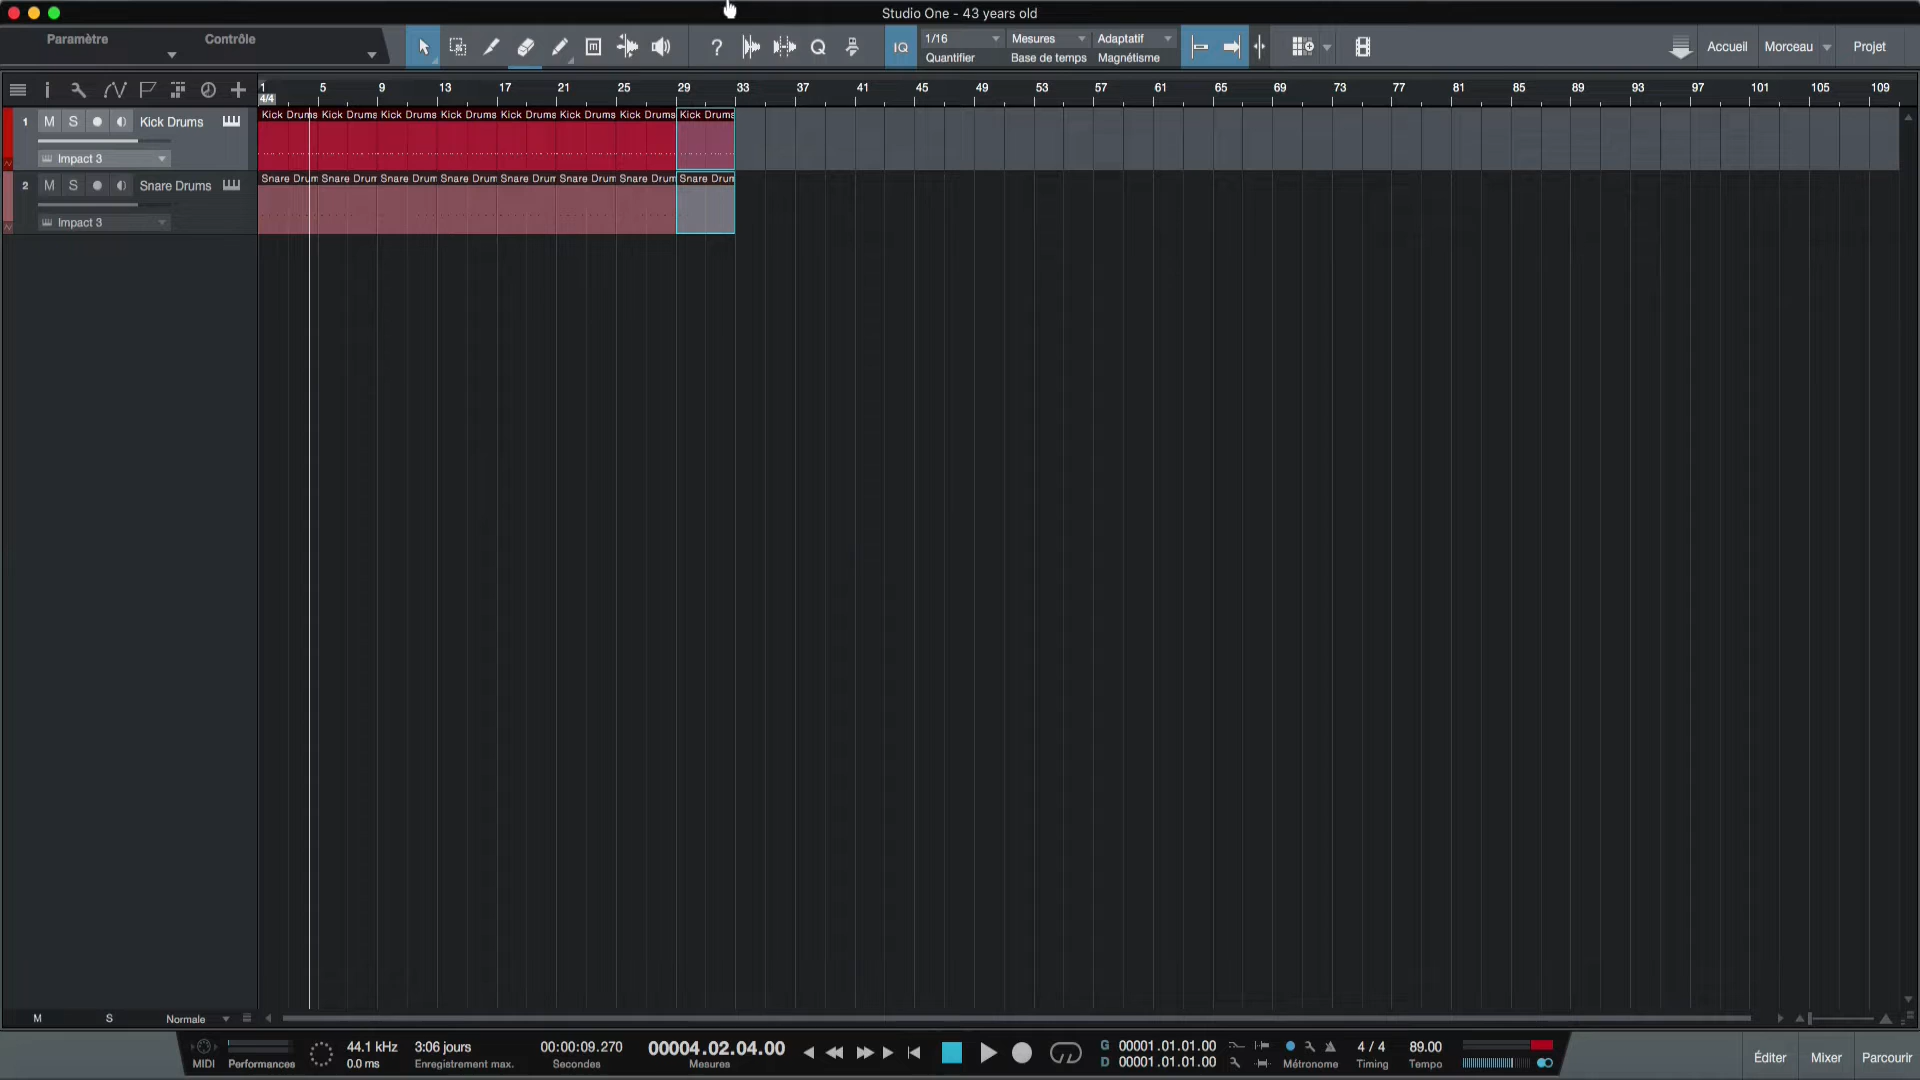 Studio One - 43 years old
Paramètre
Contrôle
?
Q
IQ
1/16
Quantifier
Mesures
Base de temps
Adaptatif
Magnétisme
Accueil
Morceau
Projet
1 5 9 13 17 21 25 29 33 37 41 45 49 53 57 61 65 69 73 77 81 85 89 93 97 101 105 109
4/4
1 M S Kick Drums
Impact 3
Kick Drums Kick Drums Kick Drums Kick Drums Kick Drums Kick Drums Kick Drums Kick Drums
2 M S Snare Drums
Impact 3
Snare Drum Snare Drum Snare Drum Snare Drum Snare Drum Snare Drum Snare Drum Snare Drum
M S Normale
MIDI
Performances
44.1 kHz
0.0 ms
3:06 jours
Enregistrement max.
00:00:09.270
Secondes
00004.02.04.00
Mesures
G 00001.01.01.00
D 00001.01.01.00
Métronome
4 / 4
Timing
89.00
Tempo
Éditer
Mixer
Parcourir